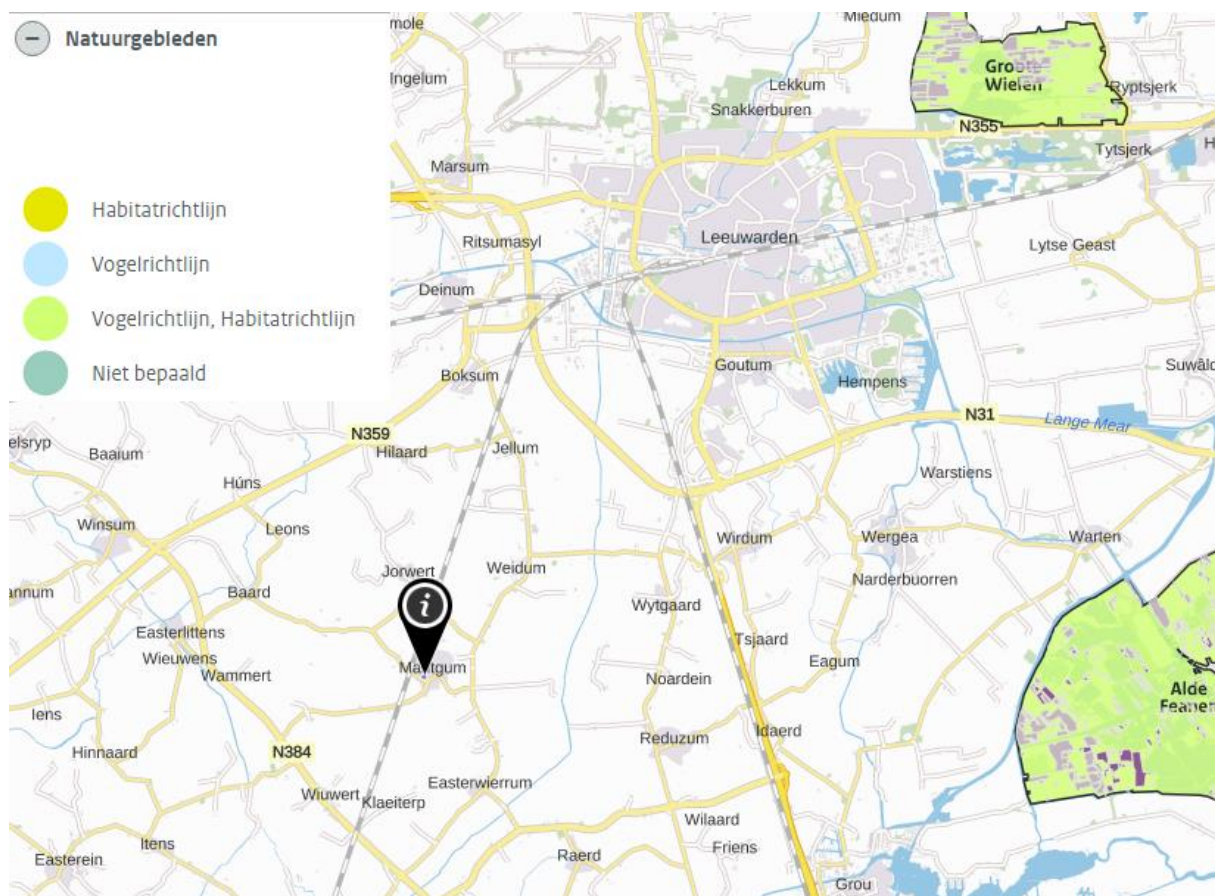 Natuurgebieden
Habitatrichtlijn
Vogelrichtlijn
Vogelrichtlijn, Habitatrichtlijn
Niet bepaald
Miedum
Ingelum
Lekkum
Snakkerburen
Groote
Wielen
Ryptsjerk
N355
Tytsjerk
Marsum
Leeuwarden
Ritsumasyl
Lytse Geast
Deinum
Boksum
Goutum
Hempens
N31
Lange Mear
N359
Hilaard
Jellum
Baaium
Húns
Warstiens
Winsum
Leons
Wirdum
Wergea
Warten
Jorwert
Weidum
Narderbuorren
Baard
Wytgaard
Easterlittens
Wieuwens
Wammert
Tsjaard
Eagum
Noardein
Alde
Iens
Hinnaard
N384
Reduzum
Idaerd
Wiuwert
Klaeiterp
Easterwierrum
Wilaard
Friens
Itens
Easterein
Raerd
Grou